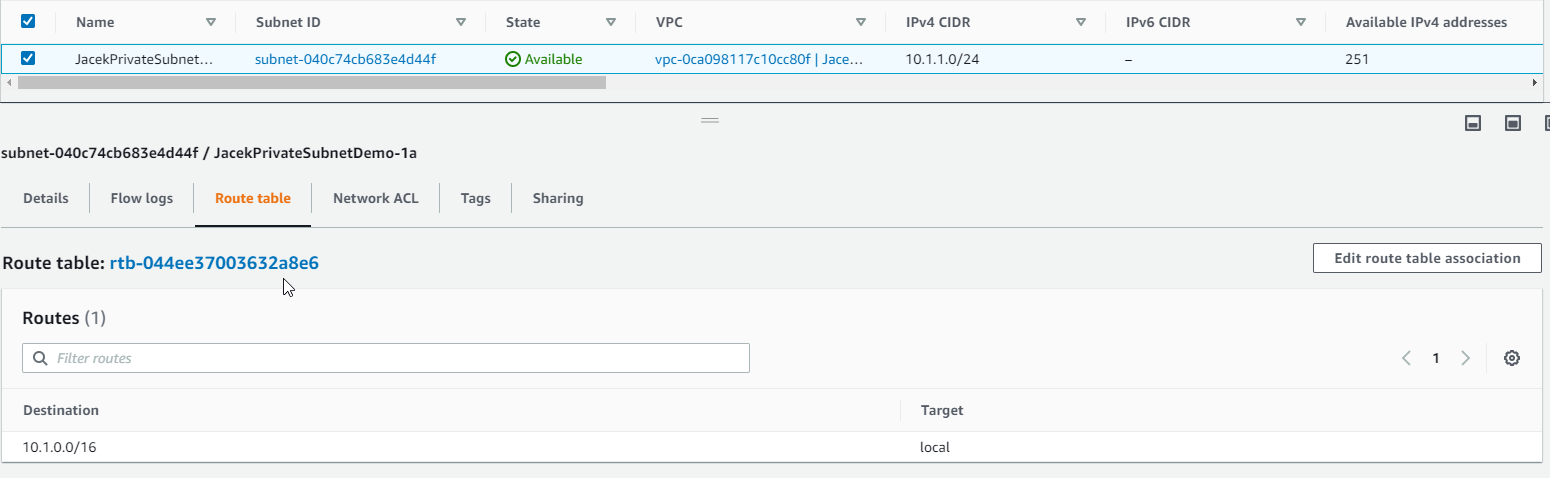 Name Subnet ID State VPC IPv4 CIDR IPv6 CIDR Available IPv4 addresses
JacekPrivateSubnet... subnet-040c74cb683e4d44f Available vpc-0ca098117c10cc80f | Jace... 10.1.1.0/24 – 251
subnet-040c74cb683e4d44f / JacekPrivateSubnetDemo-1a
Details Flow logs Route table Network ACL Tags Sharing
Route table: rtb-044ee37003632a8e6 Edit route table association
Routes (1)
Filter routes 1
Destination Target
10.1.0.0/16 local